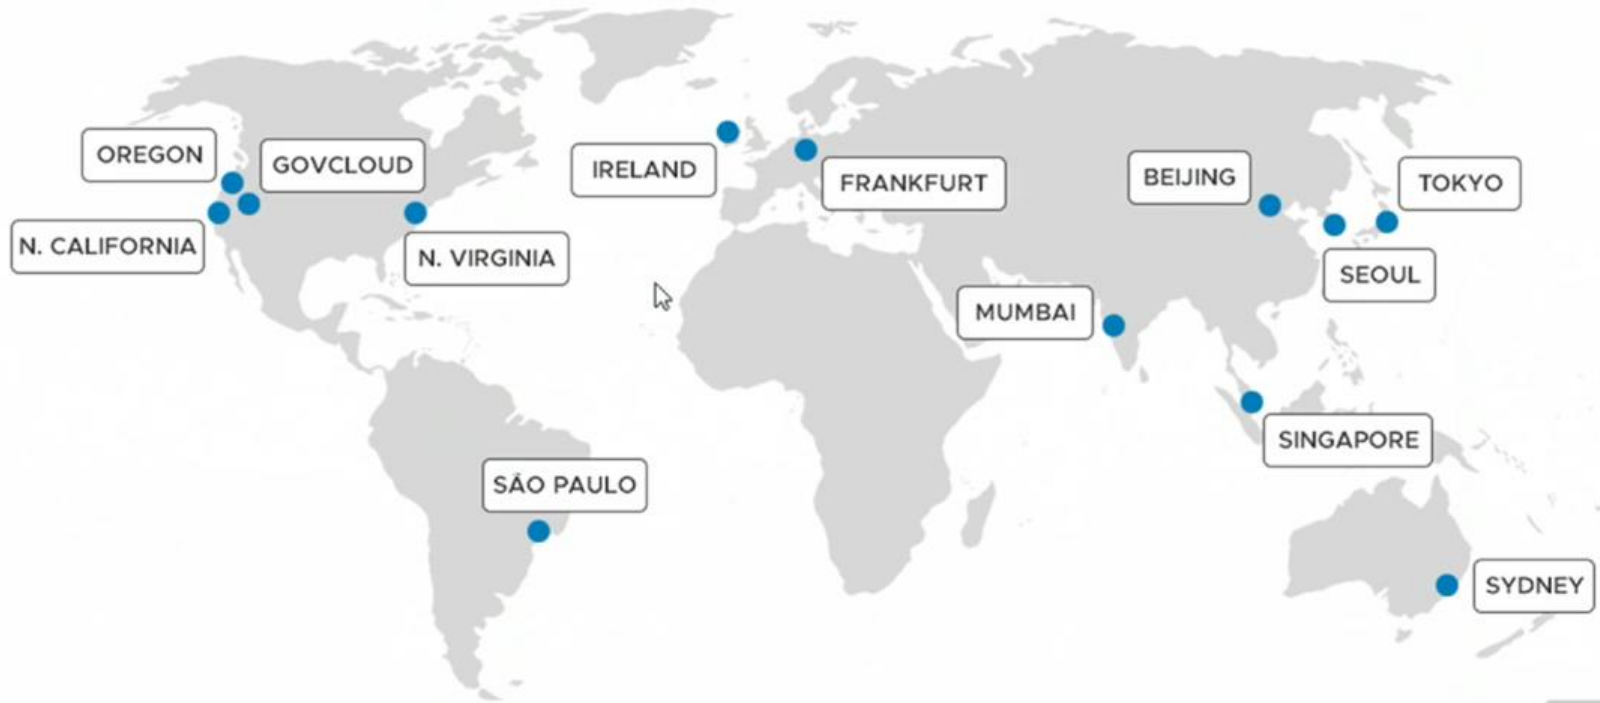 OREGON
GOVCLOUD
N. CALIFORNIA
N. VIRGINIA
IRELAND
FRANKFURT
BEIJING
TOKYO
SEOUL
MUMBAI
SINGAPORE
SÃO PAULO
SYDNEY